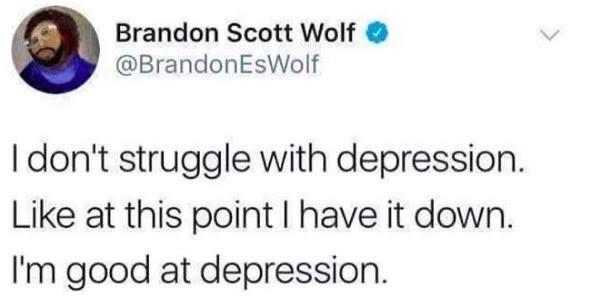 Brandon Scott Wolf
@BrandonEsWolf
I don't struggle with depression.
Like at this point I have it down.
I'm good at depression.